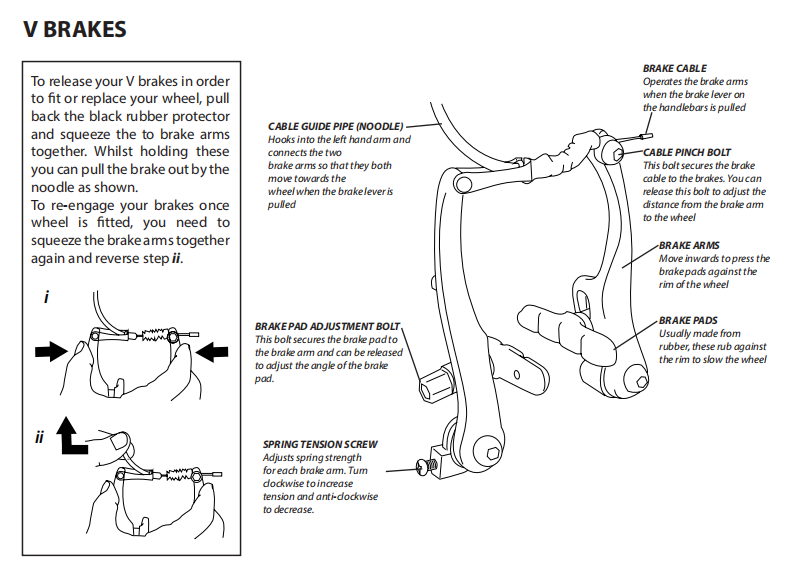 V BRAKES
To release your V brakes in order
to fit or replace your wheel, pull
back the black rubber protector
and squeeze the to brake arms
together. Whilst holding these
you can pull the brake out by the
noodle as shown.
To re-engage your brakes once
wheel is fitted, you need to
squeeze the brake arms together
again and reverse step ii.
i
ii
CABLE GUIDE PIPE (NOODLE)
Hooks into the left hand arm and
connects the two
brake arms so that they both
move towards the
wheel when the brake lever is
pulled
BRAKE PAD ADJUSTMENT BOLT
This bolt secures the brake pad to
the brake arm and can be released
to adjust the angle of the brake
pad.
SPRING TENSION SCREW
Adjusts spring strength
for each brake arm. Turn
clockwise to increase
tension and anti-clockwise
to decrease.
BRAKE CABLE
Operates the brake arms
when the brake lever on
the handlebars is pulled
CABLE PINCH BOLT
This bolt secures the brake
cable to the brakes. You can
release this bolt to adjust the
distance from the brake arm
to the wheel
BRAKE ARMS
Move inwards to press the
brake pads against the
rim of the wheel
BRAKE PADS
Usually made from
rubber, these rub against
the rim to slow the wheel